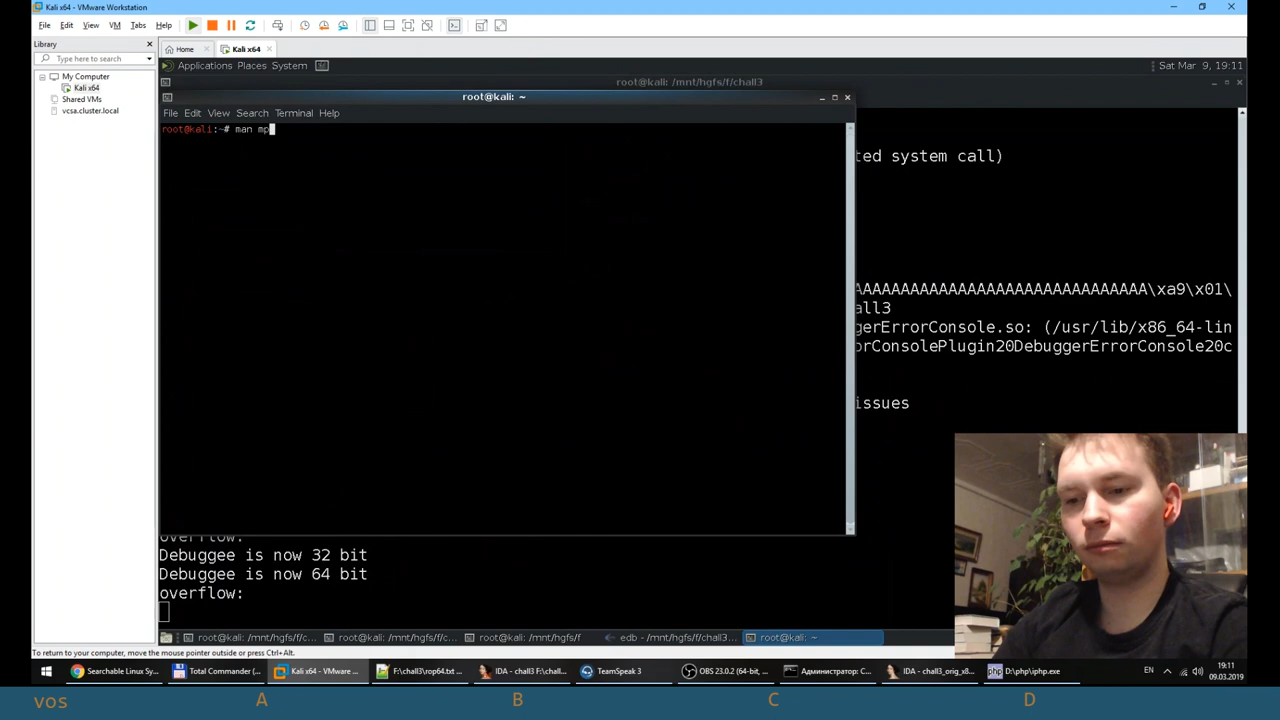 Kali x64 - VMware Workstation
File Edit View VM Tabs Help
Library
Type here to search
My Computer
Kali x64
Shared VMs
vcsa.cluster.local
Home Kali x64
Applications Places System
Sat Mar 9, 19:11
root@kali: /mnt/hgfs/f/chall3
root@kali: ~
File Edit View Search Terminal Help
root@kali:~# man mp
ted system call)
AAAAAAAAAAAAAAAAAAAAAAAAAAAAAAA\xa9\x01\
all3
gerErrorConsole.so: (/usr/lib/x86_64-lin
orConsolePlugin20DebuggerErrorConsole20c
issues
overflow:
Debuggee is now 32 bit
Debuggee is now 64 bit
overflow:
root@kali: /mnt/hgfs/f/c... root@kali: /mnt/hgfs/f/c... root@kali: /mnt/hgfs/f edb - /mnt/hgfs/f/chall3... root@kali: ~
To return to your computer, move the mouse pointer outside or press Ctrl+Alt.
Searchable Linux Sy... Total Commander (... Kali x64 - VMware ... F:\chall3\rop64.txt ... IDA - chall3 F:\chall... TeamSpeak 3 OBS 23.0.2 (64-bit, ... Администратор: C... IDA - chall3_orig_x8... php D:\php\php.exe EN 19:11
09.03.2019
vos A B C D